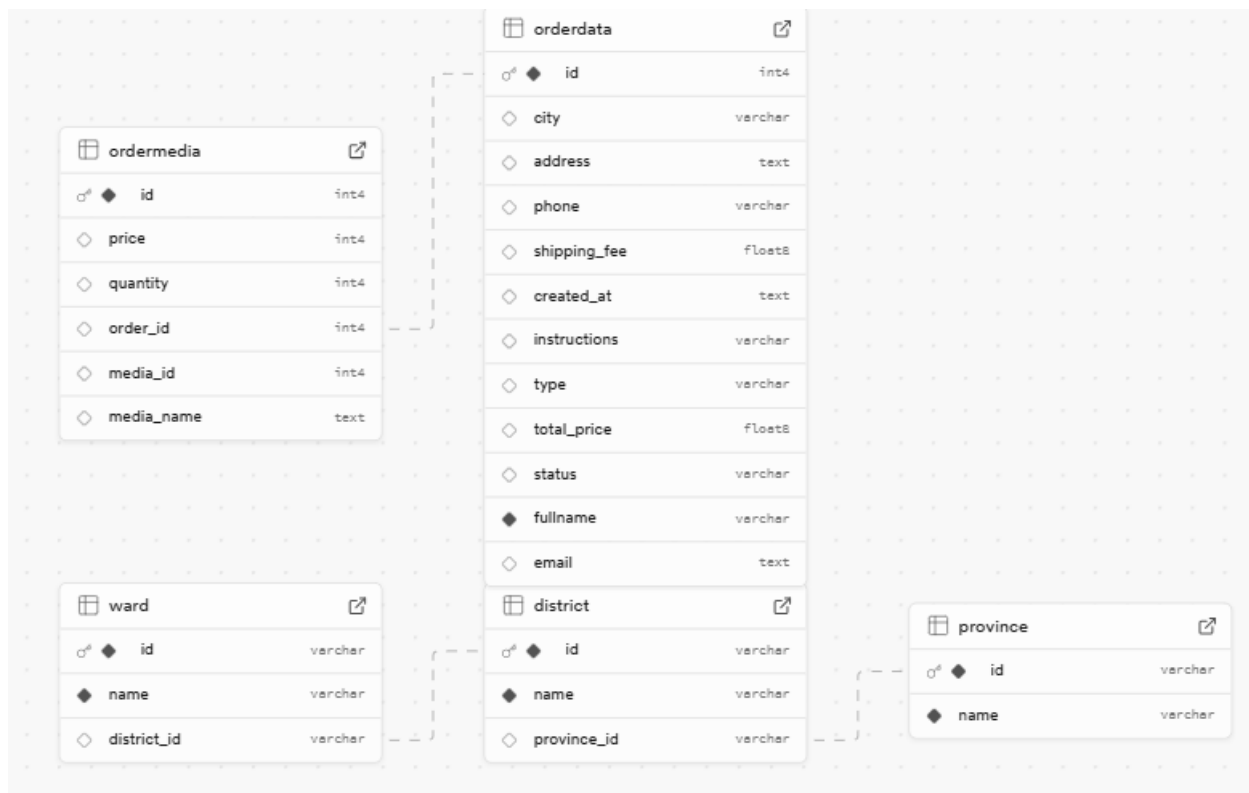 orderdata
id int4
city varchar
address text
phone varchar
shipping_fee float8
created_at text
instructions varchar
type varchar
total_price float8
status varchar
fullname varchar
email text
ordermedia
id int4
price int4
quantity int4
order_id int4
media_id int4
media_name text
ward
id varchar
name varchar
district_id varchar
district
id varchar
name varchar
province_id varchar
province
id varchar
name varchar